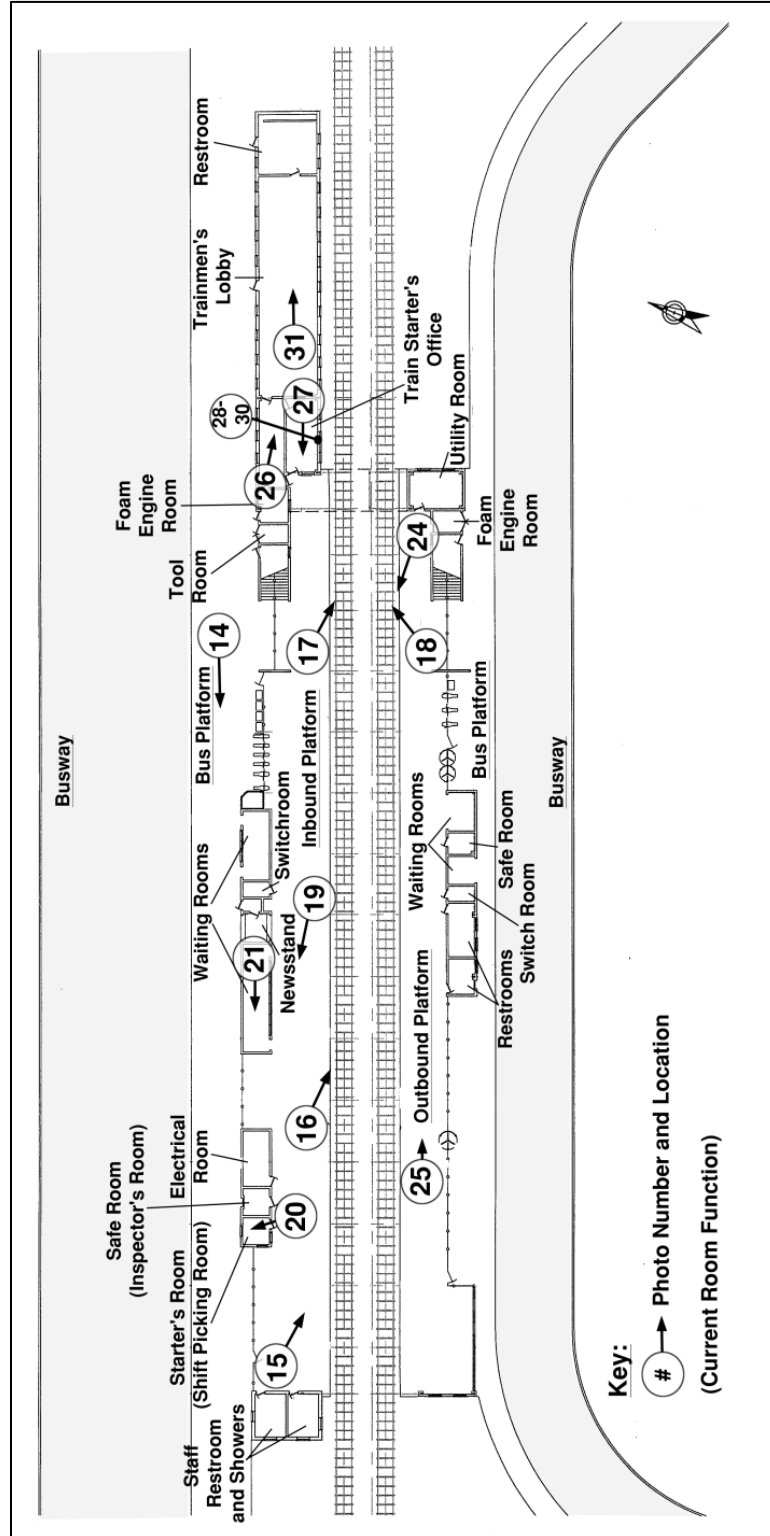 Busway
Safe Room
(Inspector's Room)
Starter's Room
(Shift Picking Room)
Electrical
Room
Staff
Restroom
and Showers
Waiting Rooms
Bus Platform
14
Tool
Room
Foam
Engine
Room
Trainmen's
Lobby
Restroom
28-
30
15
20
21
Newsstand
Switchroom
26
27
31
16
19
Inbound Platform
17
Train Starter's
Office
25
Outbound Platform
18
24
Waiting Rooms
Bus Platform
Utility Room
Foam
Engine
Room
Restrooms
Switch Room
Safe Room
Busway
Key:
# Photo Number and Location
(Current Room Function)